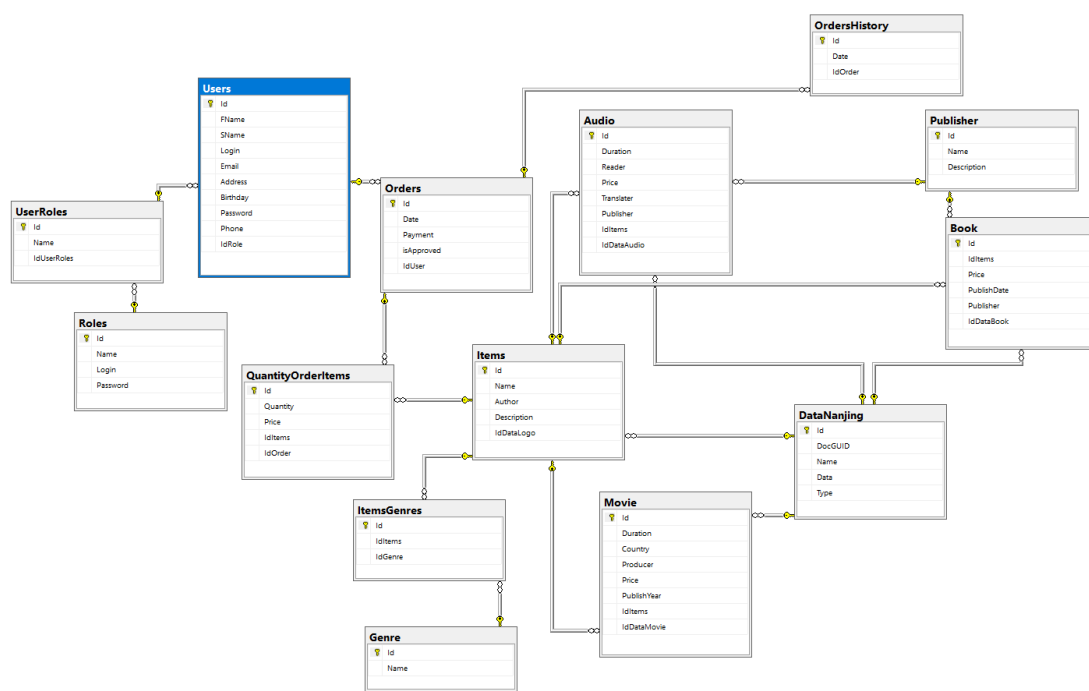 OrdersHistory
Id
Date
IdOrder
Users
Id
FName
SName
Login
Email
Address
Birthday
Password
Phone
IdRole
Audio
Id
Duration
Reader
Price
Translater
Publisher
IdItems
IdDataAudio
Publisher
Id
Name
Description
Orders
Id
Date
Payment
isApproved
IdUser
UserRoles
Id
Name
IdUserRoles
Book
Id
IdItems
Price
PublishDate
Publisher
IdDataBook
Roles
Id
Name
Login
Password
Items
Id
Name
Author
Description
IdDataLogo
QuantityOrderItems
Id
Quantity
Price
IdItems
IdOrder
DataNanjing
Id
DocGUID
Name
Data
Type
Movie
Id
Duration
Country
Producer
Price
PublishYear
IdItems
IdDataMovie
ItemsGenres
Id
IdItems
IdGenre
Genre
Id
Name